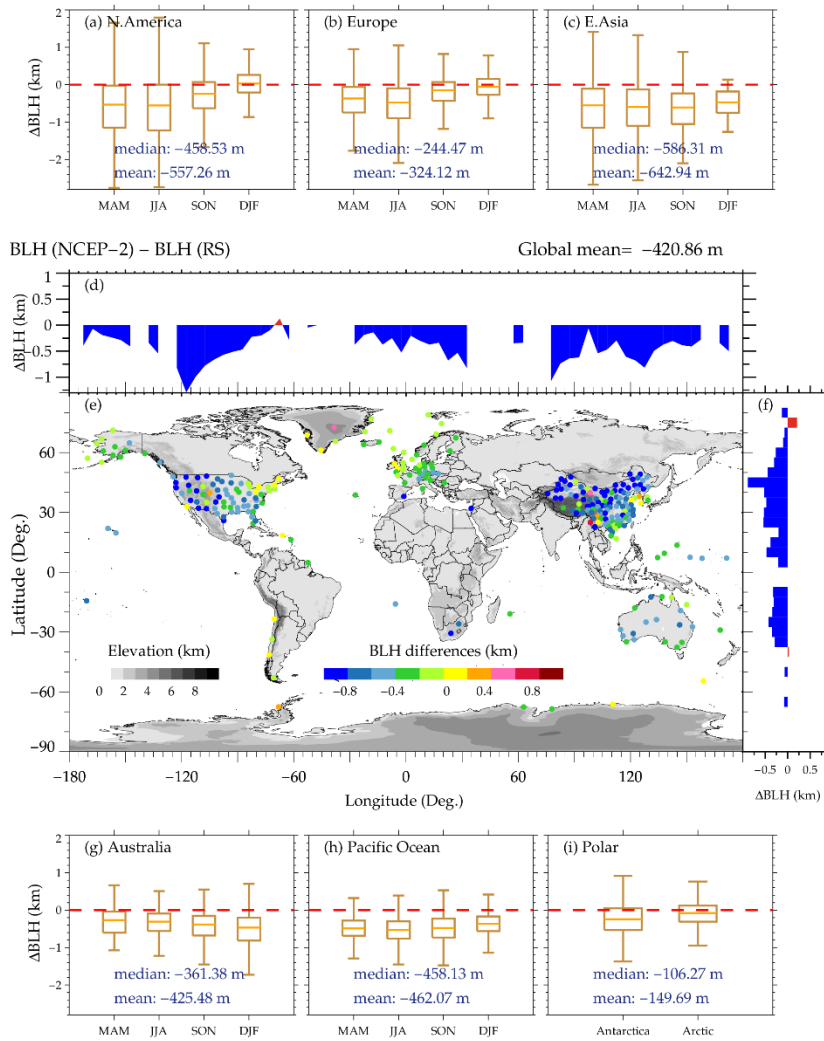 (a) N.America
(b) Europe
(c) E.Asia
2
1
0
−1
−2
ΔBLH (km)
median: −458.53 m
mean: −557.26 m
median: −244.47 m
mean: −324.12 m
median: −586.31 m
mean: −642.94 m
MAM JJA SON DJF
MAM JJA SON DJF
MAM JJA SON DJF
BLH (NCEP−2) − BLH (RS)
Global mean= −420.86 m
(d)
1
0.5
0
−0.5
−1
ΔBLH (km)
(e)
(f)
60
30
0
−30
−60
−90
Latitude (Deg.)
Elevation (km)
0 2 4 6 8
BLH differences (km)
−0.8 −0.4 0 0.4 0.8
−180 −120 −60 0 60 120
Longitude (Deg.)
−0.5 0 0.5
ΔBLH (km)
(g) Australia
(h) Pacific Ocean
(i) Polar
2
1
0
−1
−2
ΔBLH (km)
median: −361.38 m
mean: −425.48 m
median: −458.13 m
mean: −462.07 m
median: −106.27 m
mean: −149.69 m
MAM JJA SON DJF
MAM JJA SON DJF
Antarctica Arctic